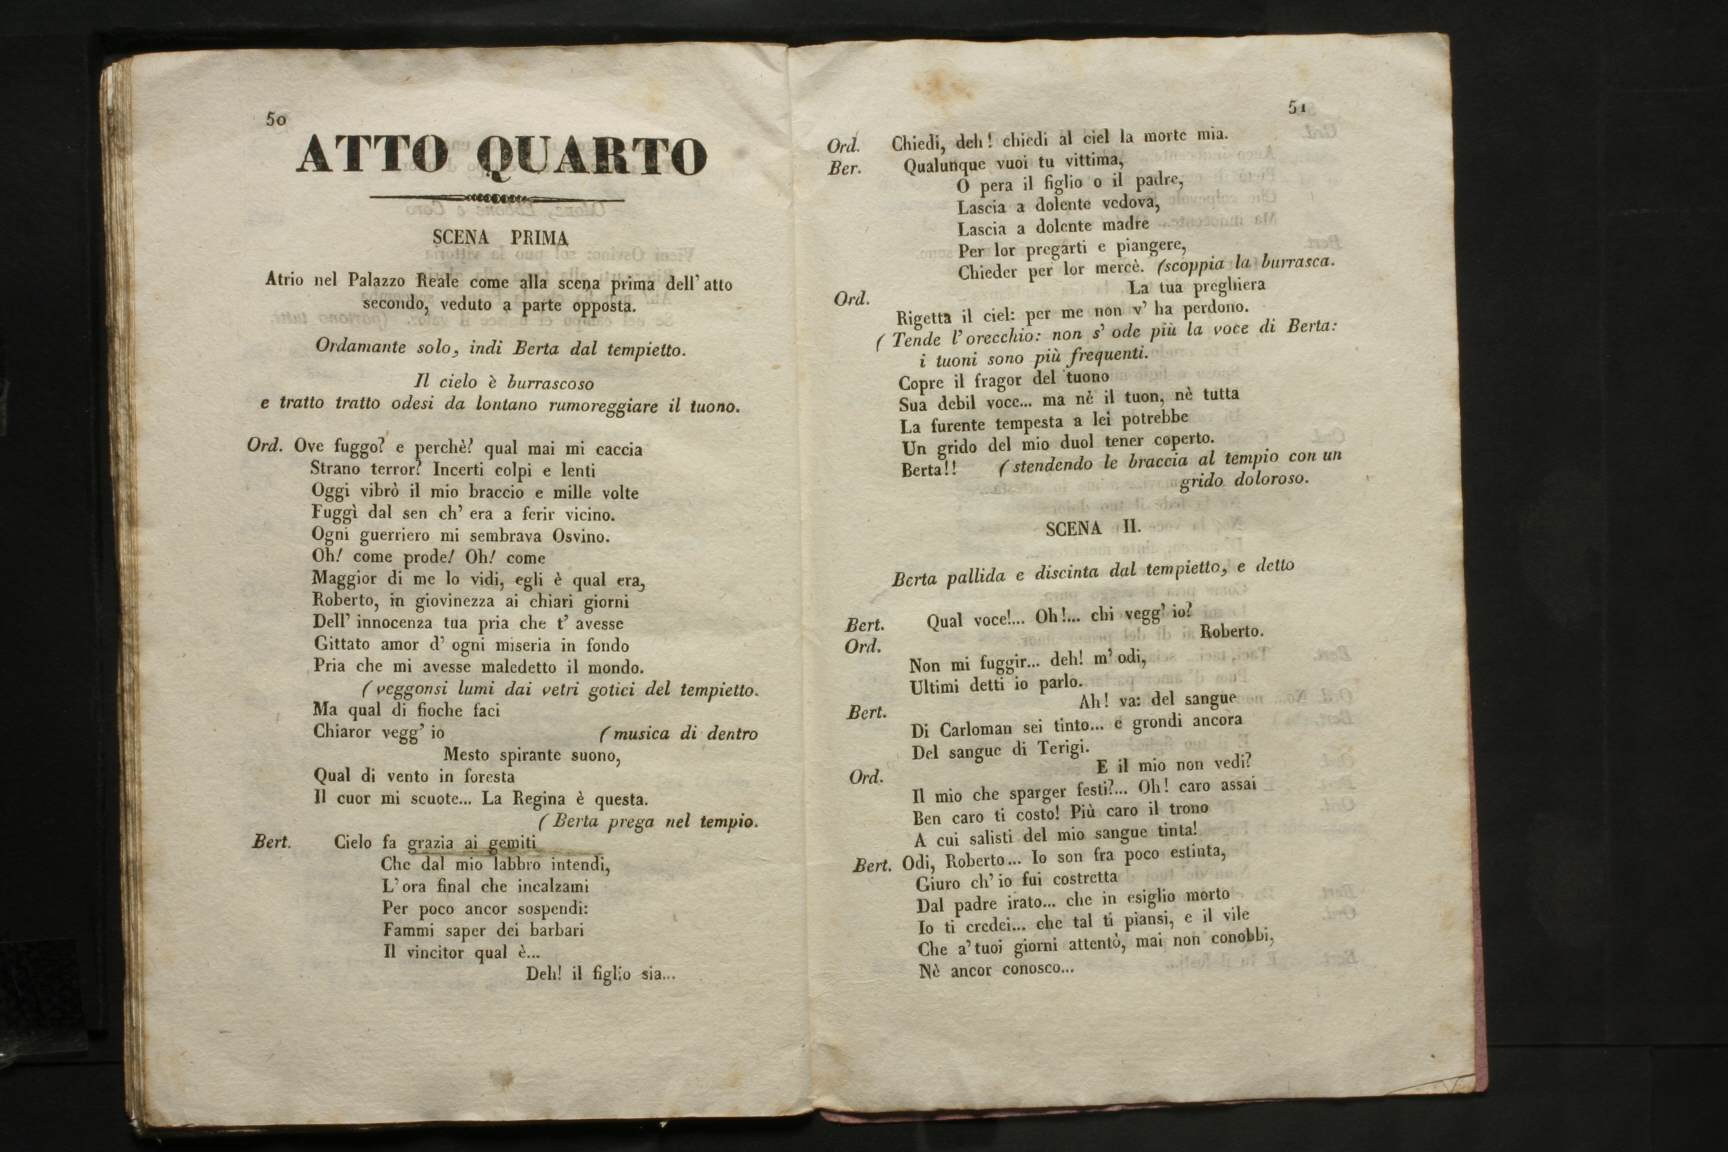 50
ATTO QUARTO
SCENA PRIMA
Atrio nel Palazzo Reale come alla scena prima dell' atto
secondo, veduto a parte opposta.
Ordamante solo, indi Berta dal tempietto.
Il cielo è burrascoso
e tratto tratto odesi da lontano rumoreggiare il tuono.
Ord. Ove fuggo? e perchè? qual mai mi caccia
Strano terror? Incerti colpi e lenti
Oggi vibrò il mio braccio e mille volte
Fuggì dal sen ch' era a ferir vicino.
Ogni guerriero mi sembrava Osvino.
Oh! come prode! Oh! come
Maggior di me lo vidi, egli è qual era,
Roberto, in giovinezza ai chiari giorni
Dell' innocenza tua pria che t' avesse
Gittato amor d' ogni miseria in fondo
Pria che mi avesse maledetto il mondo.
(veggonsi lumi dai vetri gotici del tempietto.
Ma qual di fioche faci
Chiaror vegg' io (musica di dentro
Mesto spirante suono,
Qual di vento in foresta
Il cuor mi scuote... La Regina è questa.
(Berta prega nel tempio.
Bert. Cielo fa grazia ai gemiti
Che dal mio labbro intendi,
L' ora final che incalzami
Per poco ancor sospendi:
Fammi saper dei barbari
Il vincitor qual è...
Deh! il figlio sia...
51
Ord. Chiedi, deh! chiedi al ciel la morte mia.
Ber. Qualunque vuoi tu vittima,
O pera il figlio o il padre,
Lascia a dolente vedova,
Lascia a dolente madre
Per lor pregarti e piangere,
Chieder per lor mercè. (scoppia la burrasca.
Ord. La tua preghiera
Rigetta il ciel: per me non v' ha perdono.
(Tende l' orecchio: non s' ode più la voce di Berta:
i tuoni sono più frequenti.
Copre il fragor del tuono
Sua debil voce... ma nè il tuon, nè tutta
La furente tempesta a lei potrebbe
Un grido del mio duol tener coperto.
Berta!! (stendendo le braccia al tempio con un
grido doloroso.
SCENA II.
Berta pallida e discinta dal tempietto, e detto
Bert. Qual voce!... Oh!... chi vegg' io?
Ord. Roberto.
Non mi fuggir... deh! m' odi,
Ultimi detti io parlo.
Bert. Ah! va: del sangue
Di Carloman sei tinto... e grondi ancora
Del sangue di Terigi.
Ord. E il mio non vedi?
Il mio che sparger festi?... Oh! caro assai
Ben caro ti costo! Più caro il trono
A cui salisti del mio sangue tinta!
Bert. Odi, Roberto... Io son fra poco estinta,
Giuro ch' io fui costretta
Dal padre irato... che in esiglio morto
Io ti credei... che tal ti piansi, e il vile
Che a' tuoi giorni attentò, mai non conobbi,
Nè ancor conosco...